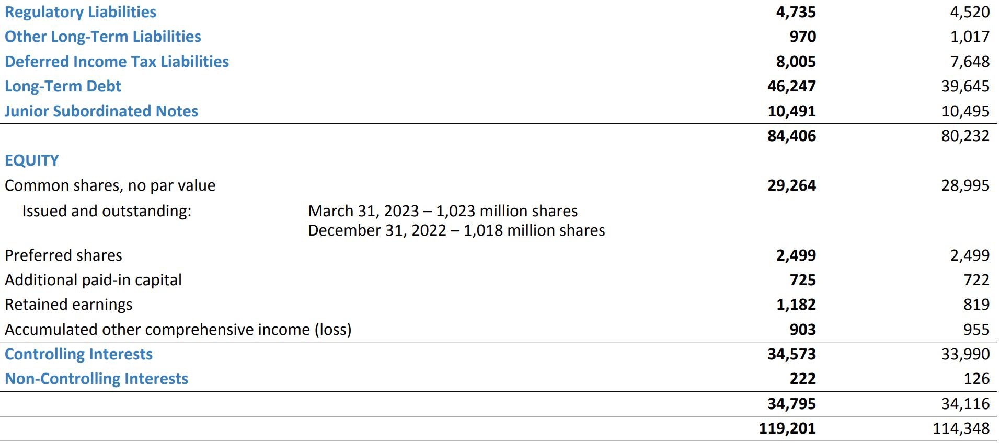 Regulatory Liabilities 4,735 4,520
Other Long-Term Liabilities 970 1,017
Deferred Income Tax Liabilities 8,005 7,648
Long-Term Debt 46,247 39,645
Junior Subordinated Notes 10,491 10,495
84,406 80,232
EQUITY
Common shares, no par value 29,264 28,995
Issued and outstanding: March 31, 2023 – 1,023 million shares
December 31, 2022 – 1,018 million shares
Preferred shares 2,499 2,499
Additional paid-in capital 725 722
Retained earnings 1,182 819
Accumulated other comprehensive income (loss) 903 955
Controlling Interests 34,573 33,990
Non-Controlling Interests 222 126
34,795 34,116
119,201 114,348